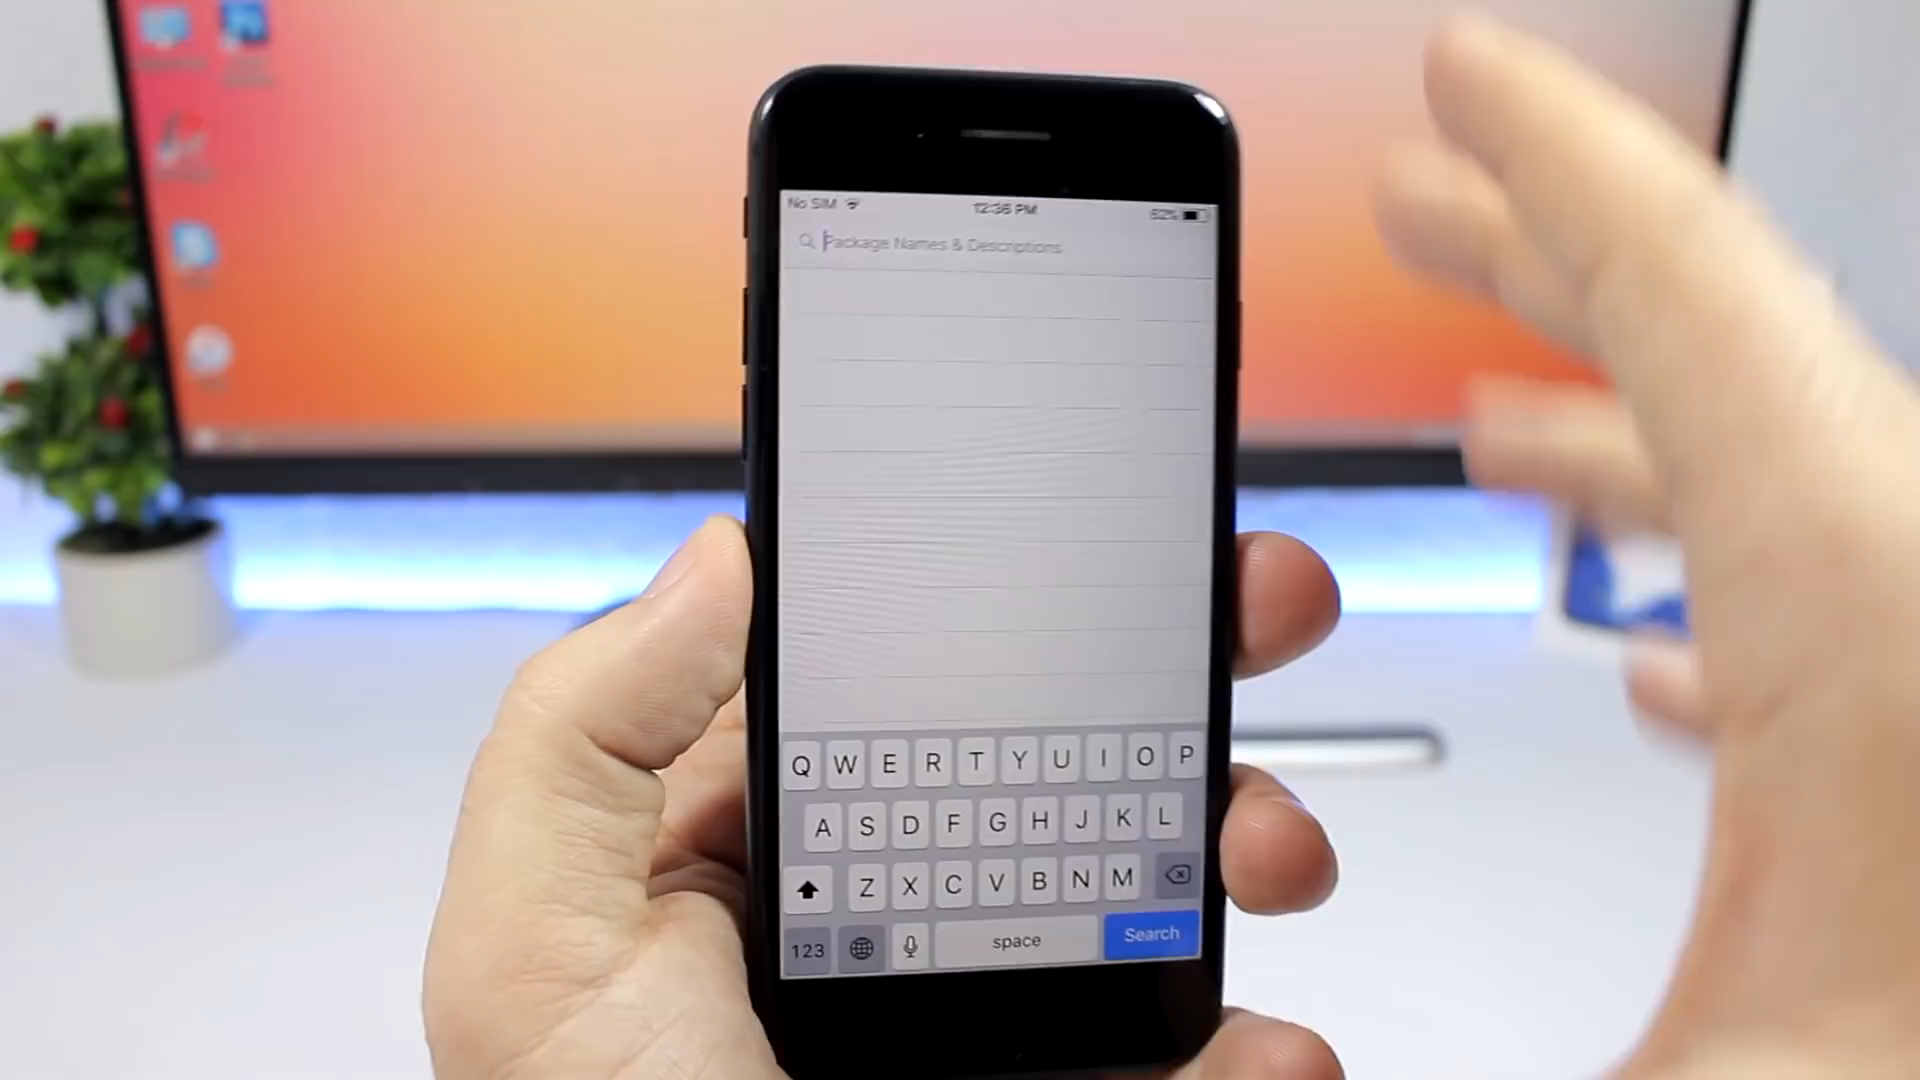 No SIM 12:36 PM 62%
Package Names & Descriptions
Q W E R T Y U I O P
A S D F G H J K L
Z X C V B N M
123 space Search